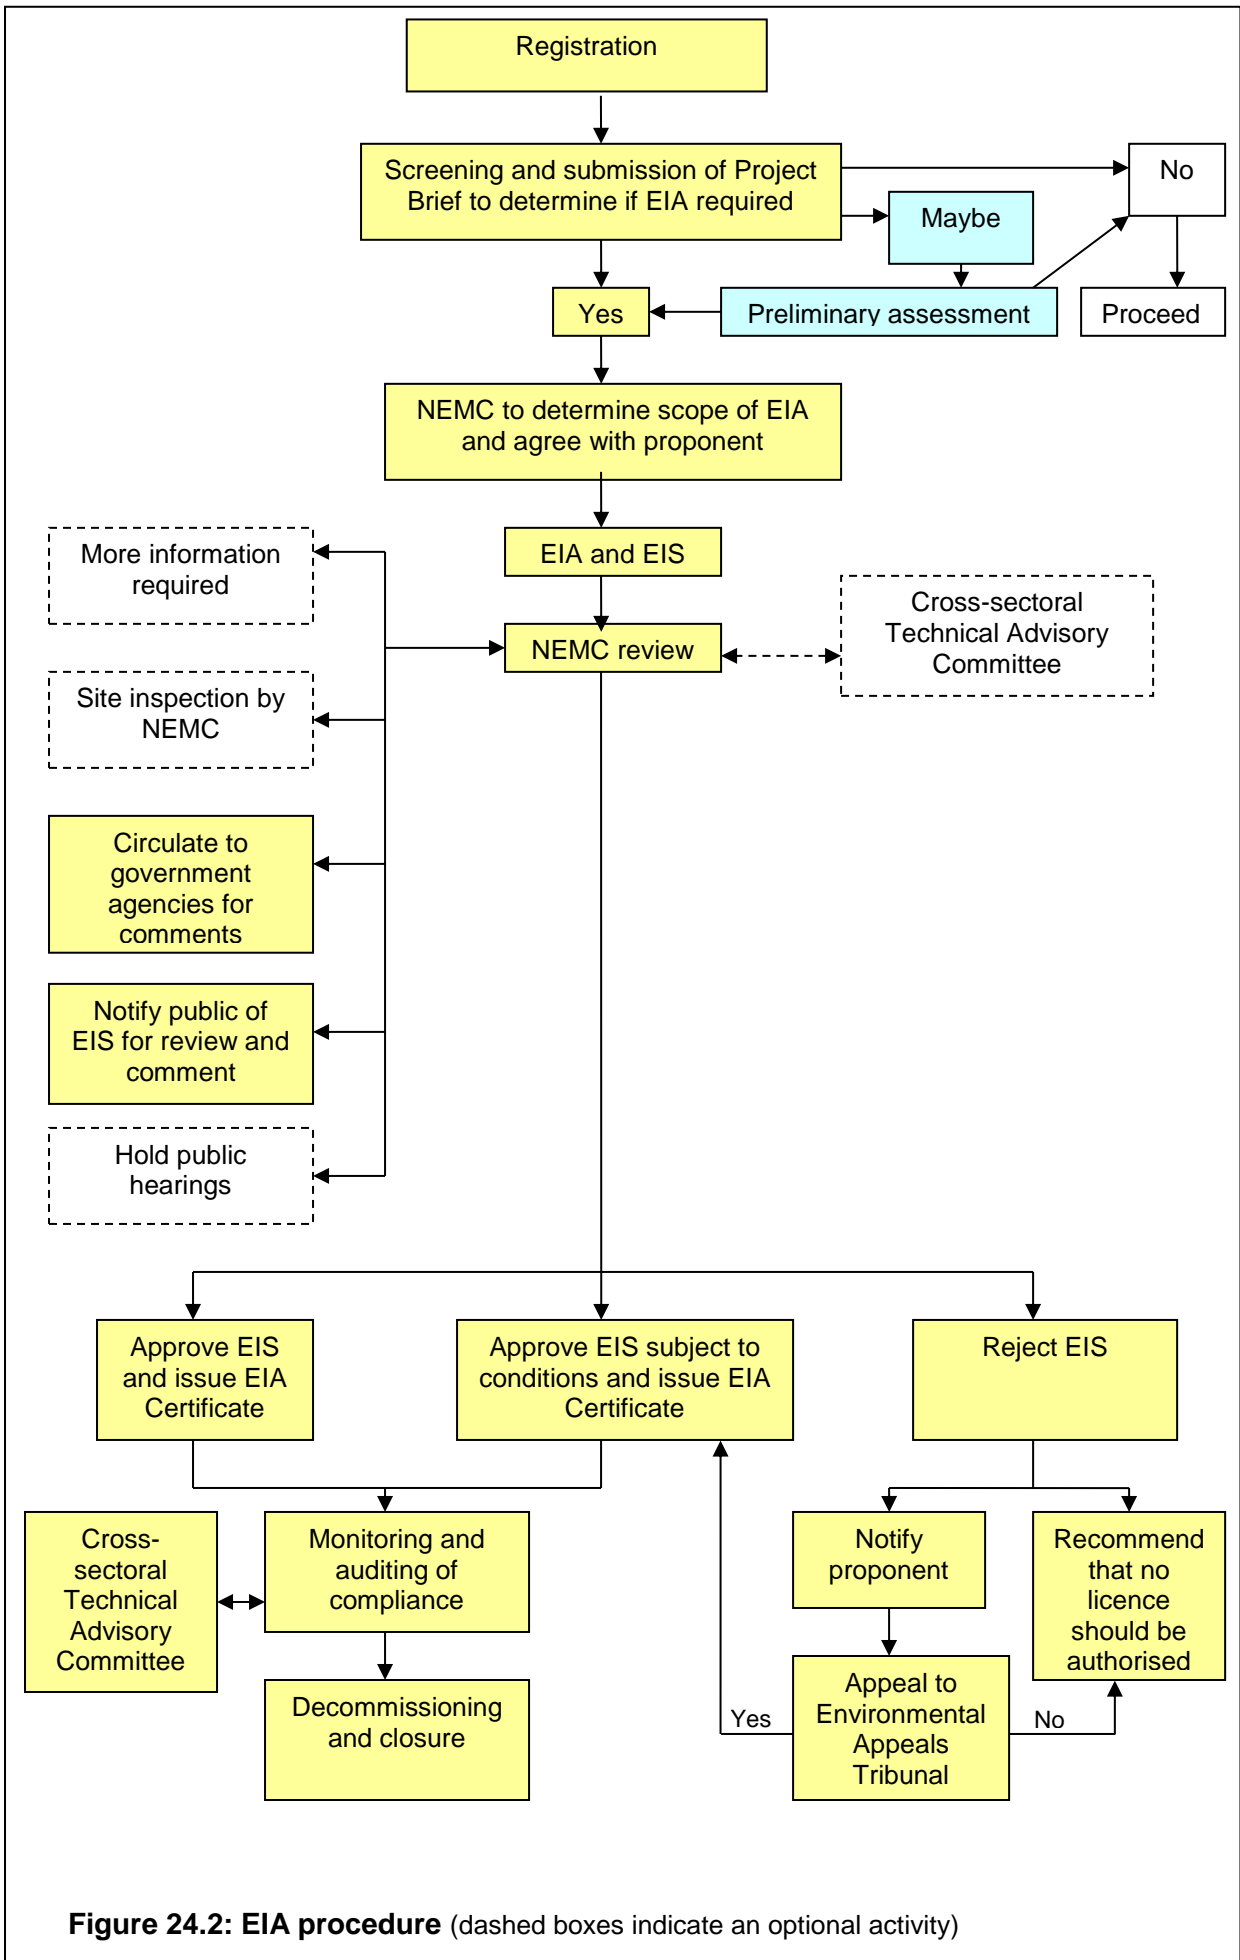 Registration
Screening and submission of Project
Brief to determine if EIA required
No
Maybe
Yes
Preliminary assessment
Proceed
NEMC to determine scope of EIA
and agree with proponent
More information
required
EIA and EIS
Cross-sectoral
Technical Advisory
Committee
NEMC review
Site inspection by
NEMC
Circulate to
government
agencies for
comments
Notify public of
EIS for review and
comment
Hold public
hearings
Approve EIS
and issue EIA
Certificate
Approve EIS subject to
conditions and issue EIA
Certificate
Reject EIS
Cross-
sectoral
Technical
Advisory
Committee
Monitoring and
auditing of
compliance
Notify
proponent
Recommend
that no
licence
should be
authorised
Decommissioning
and closure
Yes
Appeal to
Environmental
Appeals
Tribunal
No
Figure 24.2: EIA procedure (dashed boxes indicate an optional activity)